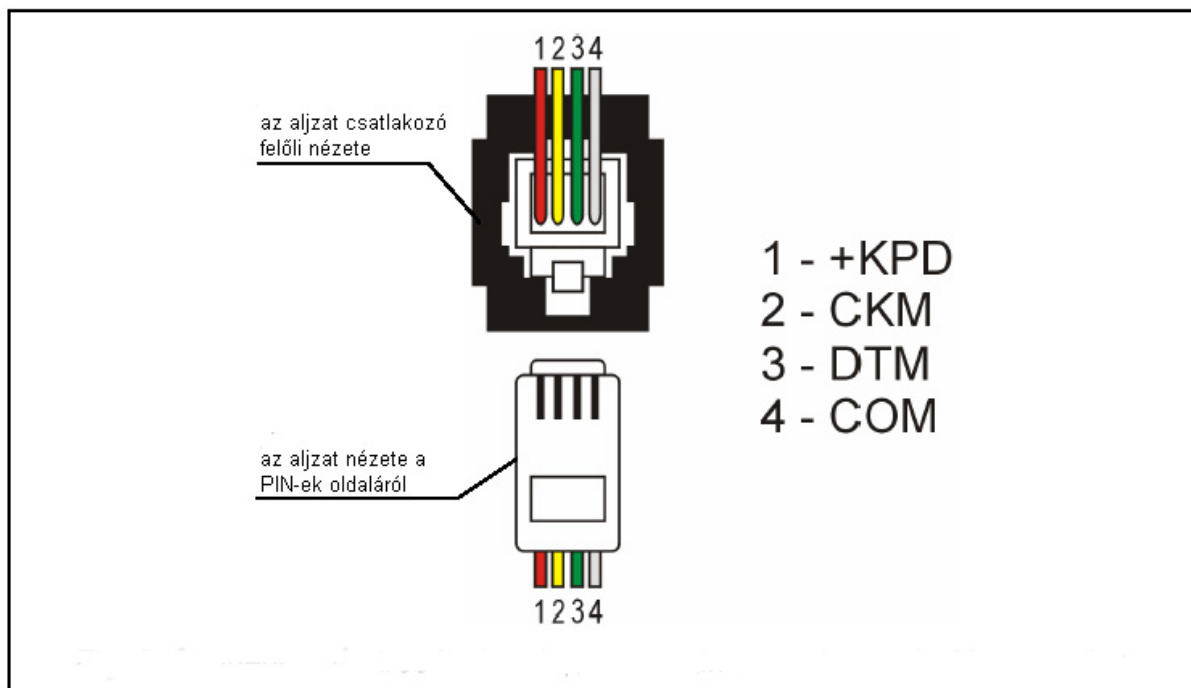 1234
az aljzat csatlakozó
felőli nézete
1 - +KPD
2 - CKM
3 - DTM
4 - COM
az aljzat nézete a
PIN-ek oldaláról
1234